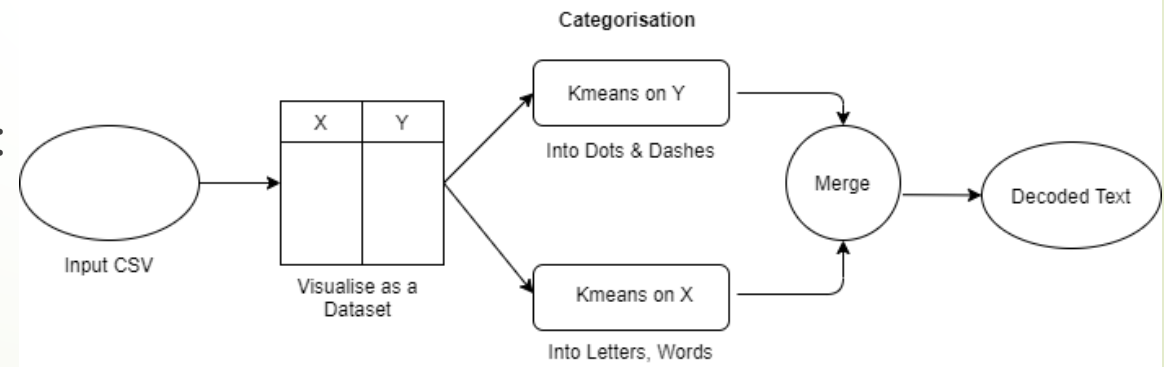 Categorisation
Kmeans on Y
Into Dots & Dashes
X Y
Input CSV
Visualise as a
Dataset
Kmeans on X
Into Letters, Words
Merge
Decoded Text
: